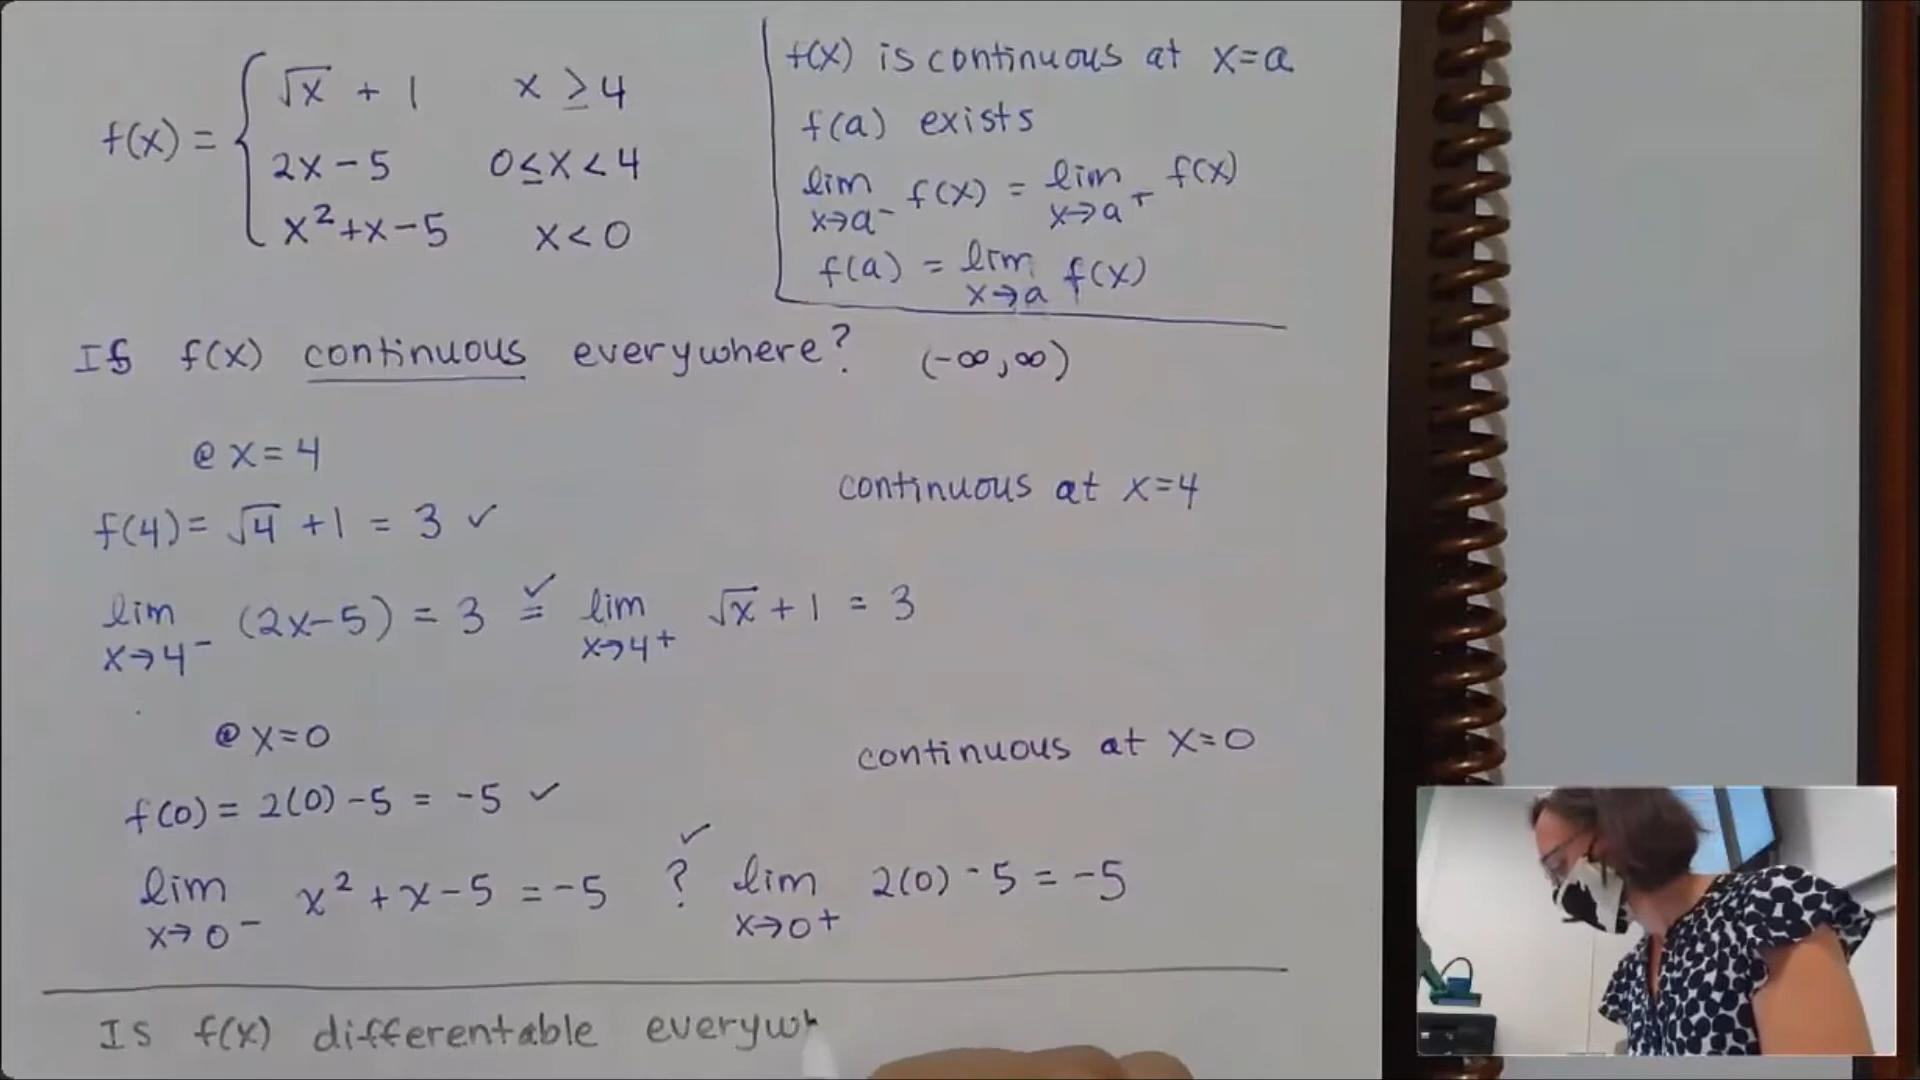 f(x) = { √x + 1 x ≥ 4
2x - 5 0 ≤ x < 4
x² + x - 5 x < 0
f(x) is continuous at x=a
f(a) exists
lim x→a⁻ f(x) = lim x→a⁺ f(x)
f(a) = lim x→a f(x)
Is f(x) continuous everywhere? (-∞,∞)
@ x=4
continuous at x=4
f(4) = √4 + 1 = 3 ✓
lim x→4⁻ (2x-5) = 3 ✓= lim x→4⁺ √x + 1 = 3
@ x=0
continuous at x=0
f(0) = 2(0) - 5 = -5 ✓
lim x→0⁻ x² + x - 5 = -5 ?✓ lim x→0⁺ 2(0) - 5 = -5
Is f(x) differentable everywh